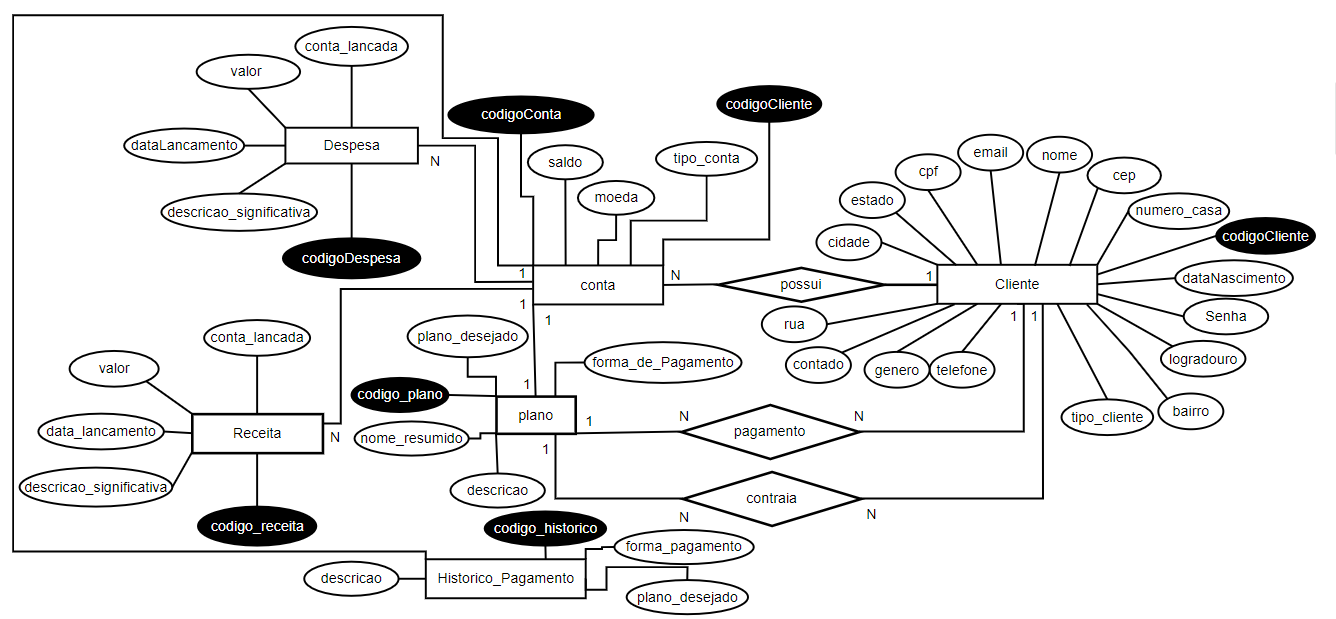 conta_lancada
valor
dataLancamento
Despesa
N
descricao_significativa
codigoDespesa
codigoConta
codigoCliente
saldo
tipo_conta
moeda
1
conta
N
possui
1
1
1
Cliente
email
nome
cpf
cep
estado
numero_casa
cidade
codigoCliente
dataNascimento
Senha
rua
logradouro
contado
genero
telefone
tipo_cliente
bairro
1
1
conta_lancada
valor
data_lancamento
Receita
N
descricao_significativa
codigo_receita
plano_desejado
forma_de_Pagamento
codigo_plano
1
plano
1
nome_resumido
1
descricao
N
pagamento
N
contraia
N
N
codigo_historico
forma_pagamento
descricao
Historico_Pagamento
plano_desejado